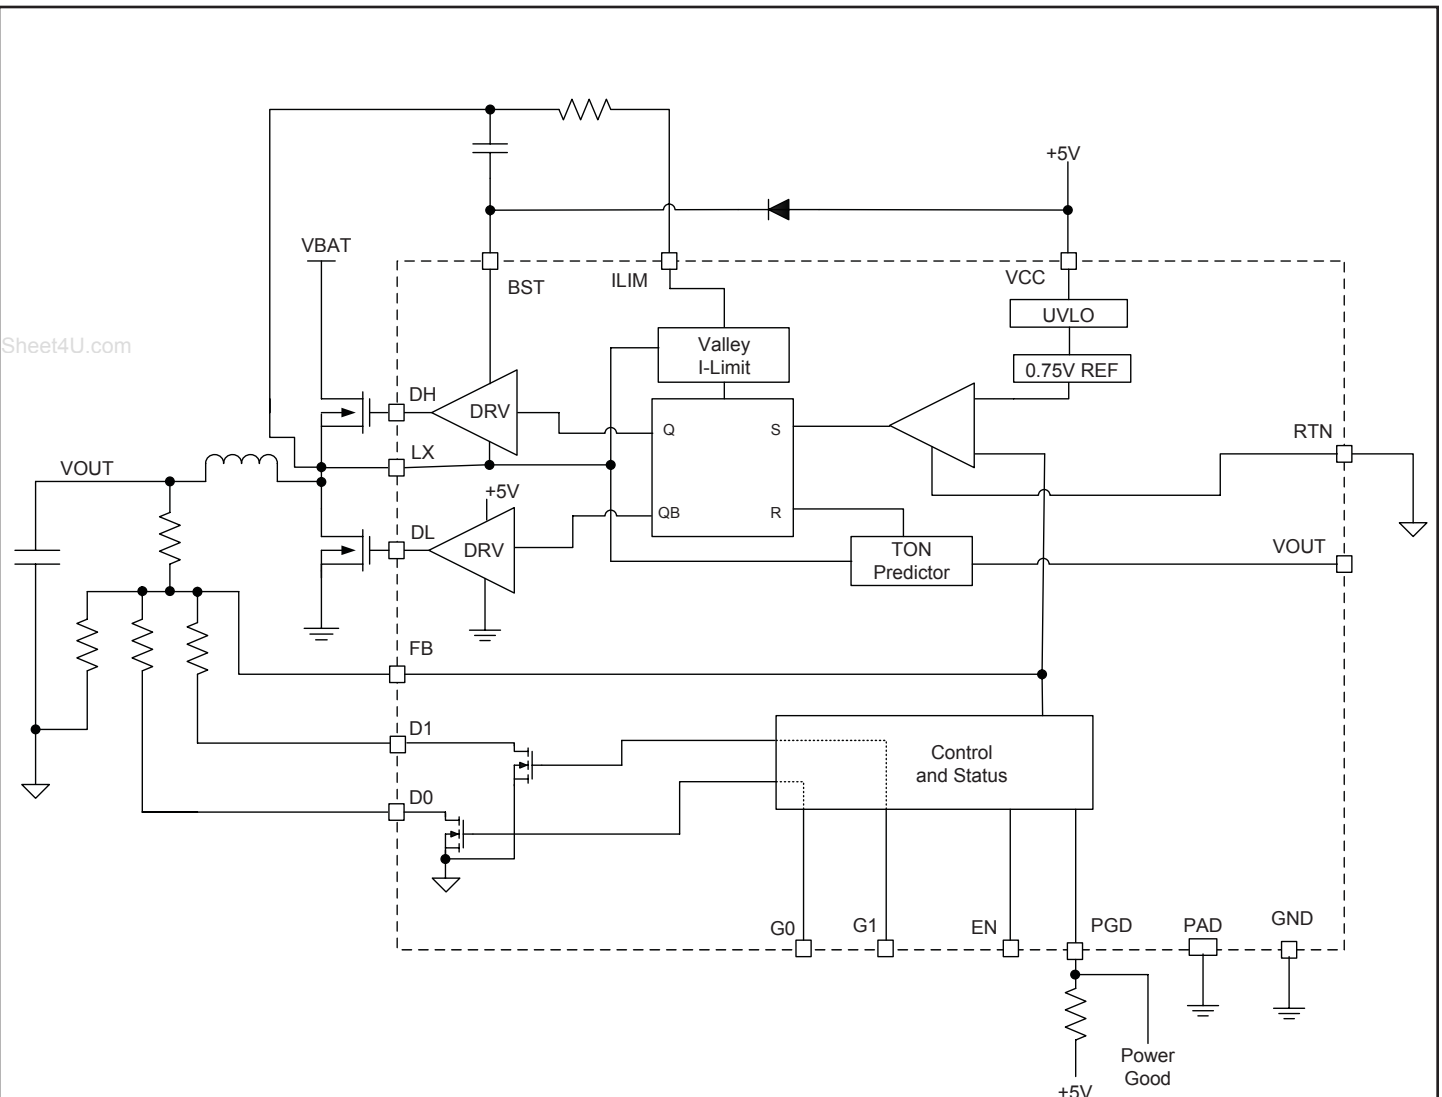 +5V
VBAT
BST
ILIM
VCC
UVLO
Sheet4U.com
Valley
I-Limit
0.75V REF
DH
DRV
Q
S
RTN
LX
VOUT
+5V
QB
R
DL
DRV
TON
Predictor
VOUT
FB
D1
Control
and Status
D0
G0
G1
EN
PGD
PAD
GND
Power
Good
+5V